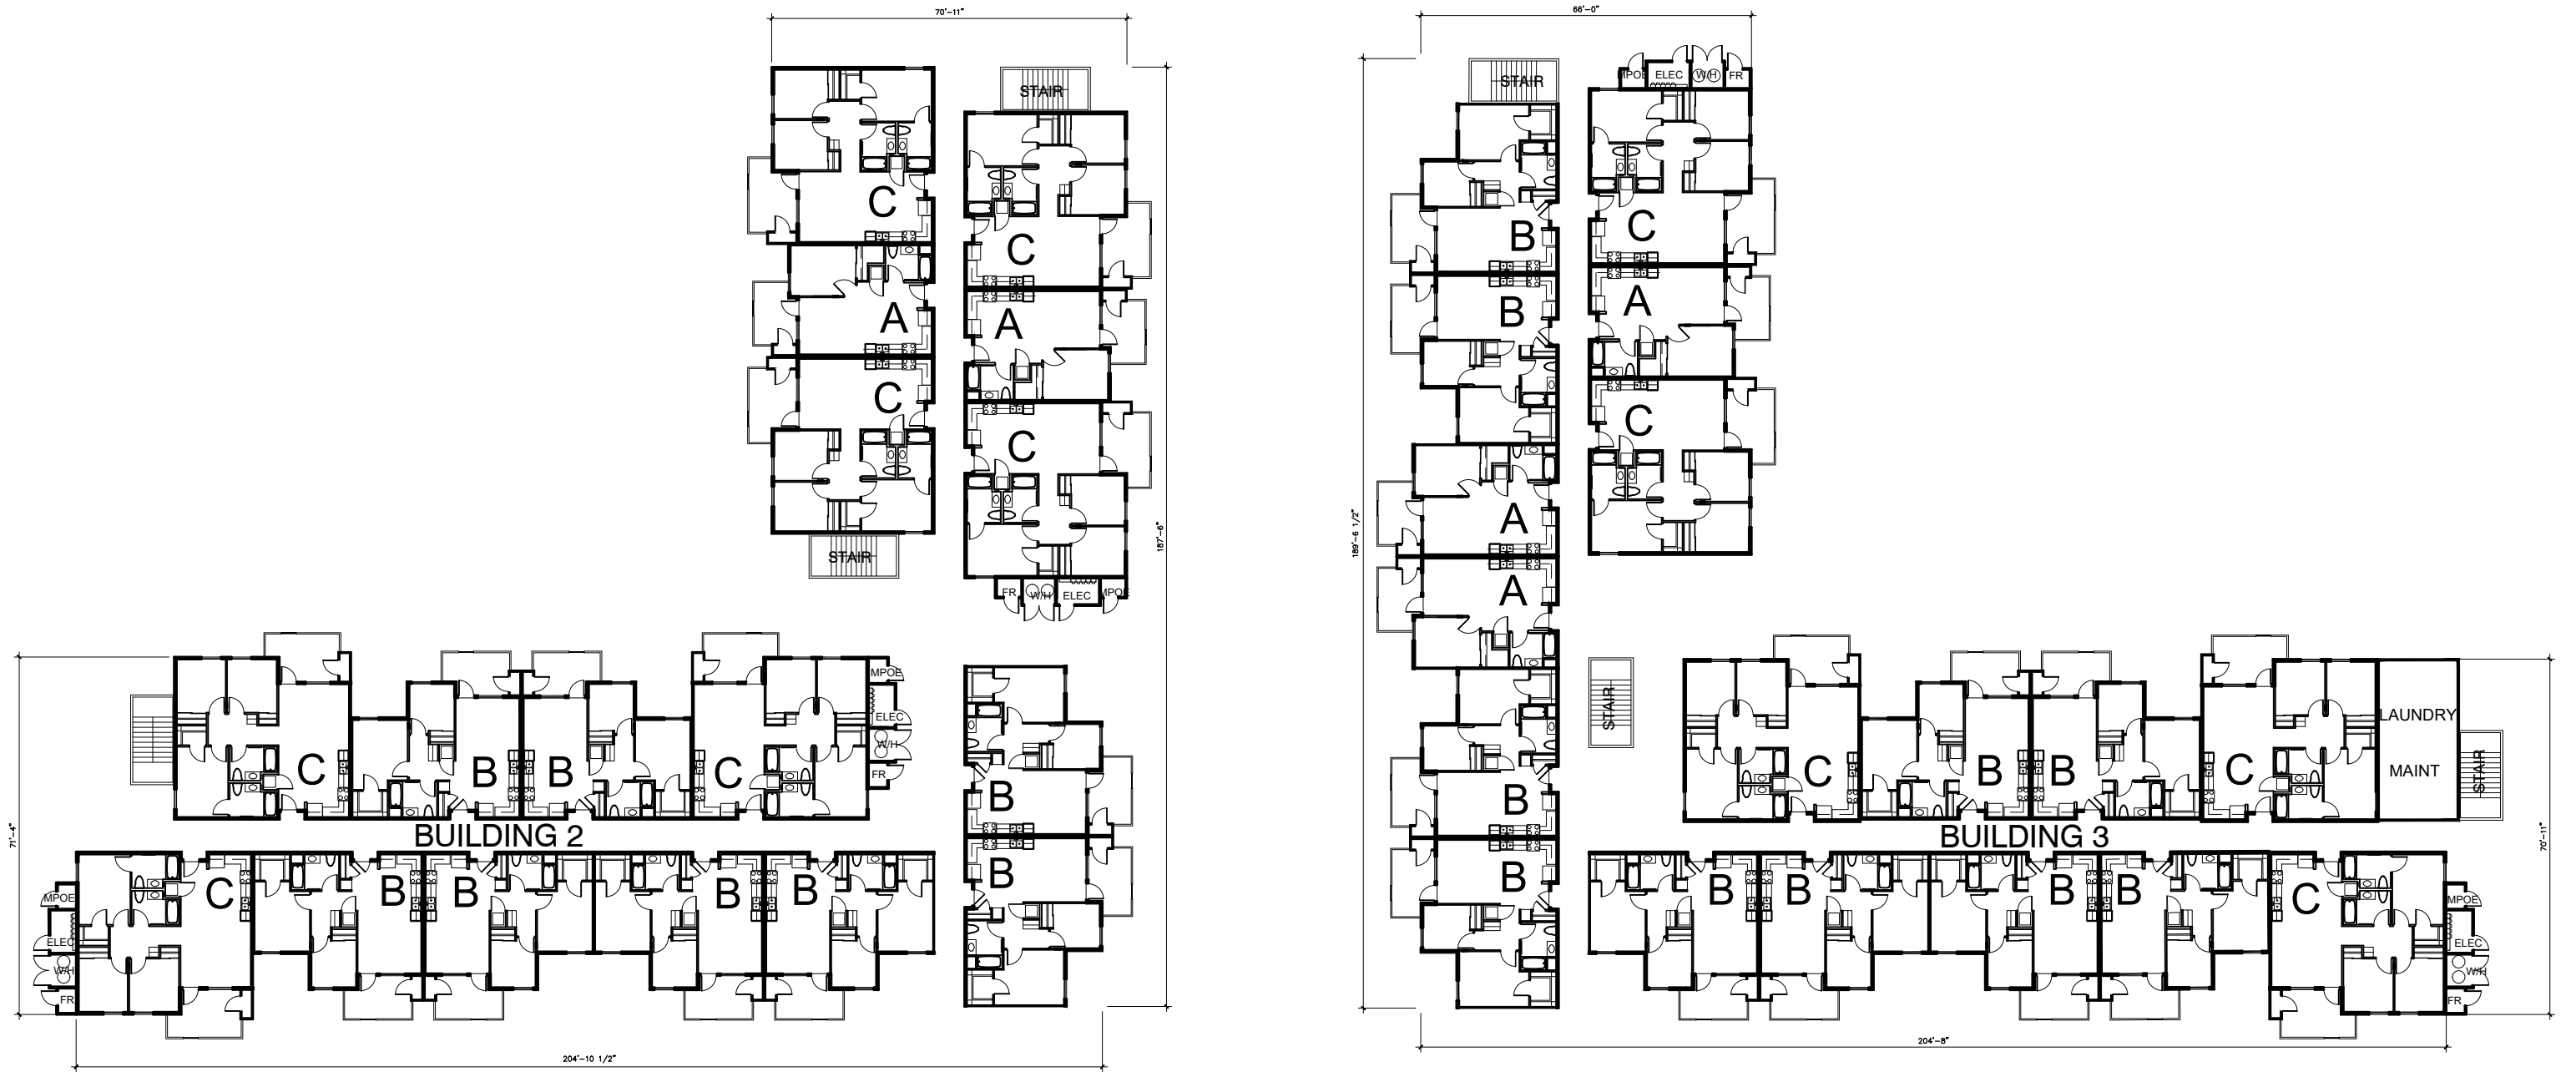 70'-11"
STAIR
STAIR
C
C
A
A
C
C
STAIR
FR W/H ELEC MPOE
187'-6"
MPOE
ELEC
W/H
FR
C B B C
BUILDING 2
71'-4"
C B B B B
MPOE
ELEC
W/H
FR
B
B
204'-10 1/2"
66'-0"
STAIR
MPOE ELEC W/H FR
B
C
B
A
C
A
A
189'-6 1/2"
STAIR
B
B
C B B C
LAUNDRY
MAINT
STAIR
BUILDING 3
70'-11"
B B B B C
MPOE
ELEC
W/H
FR
204'-8"